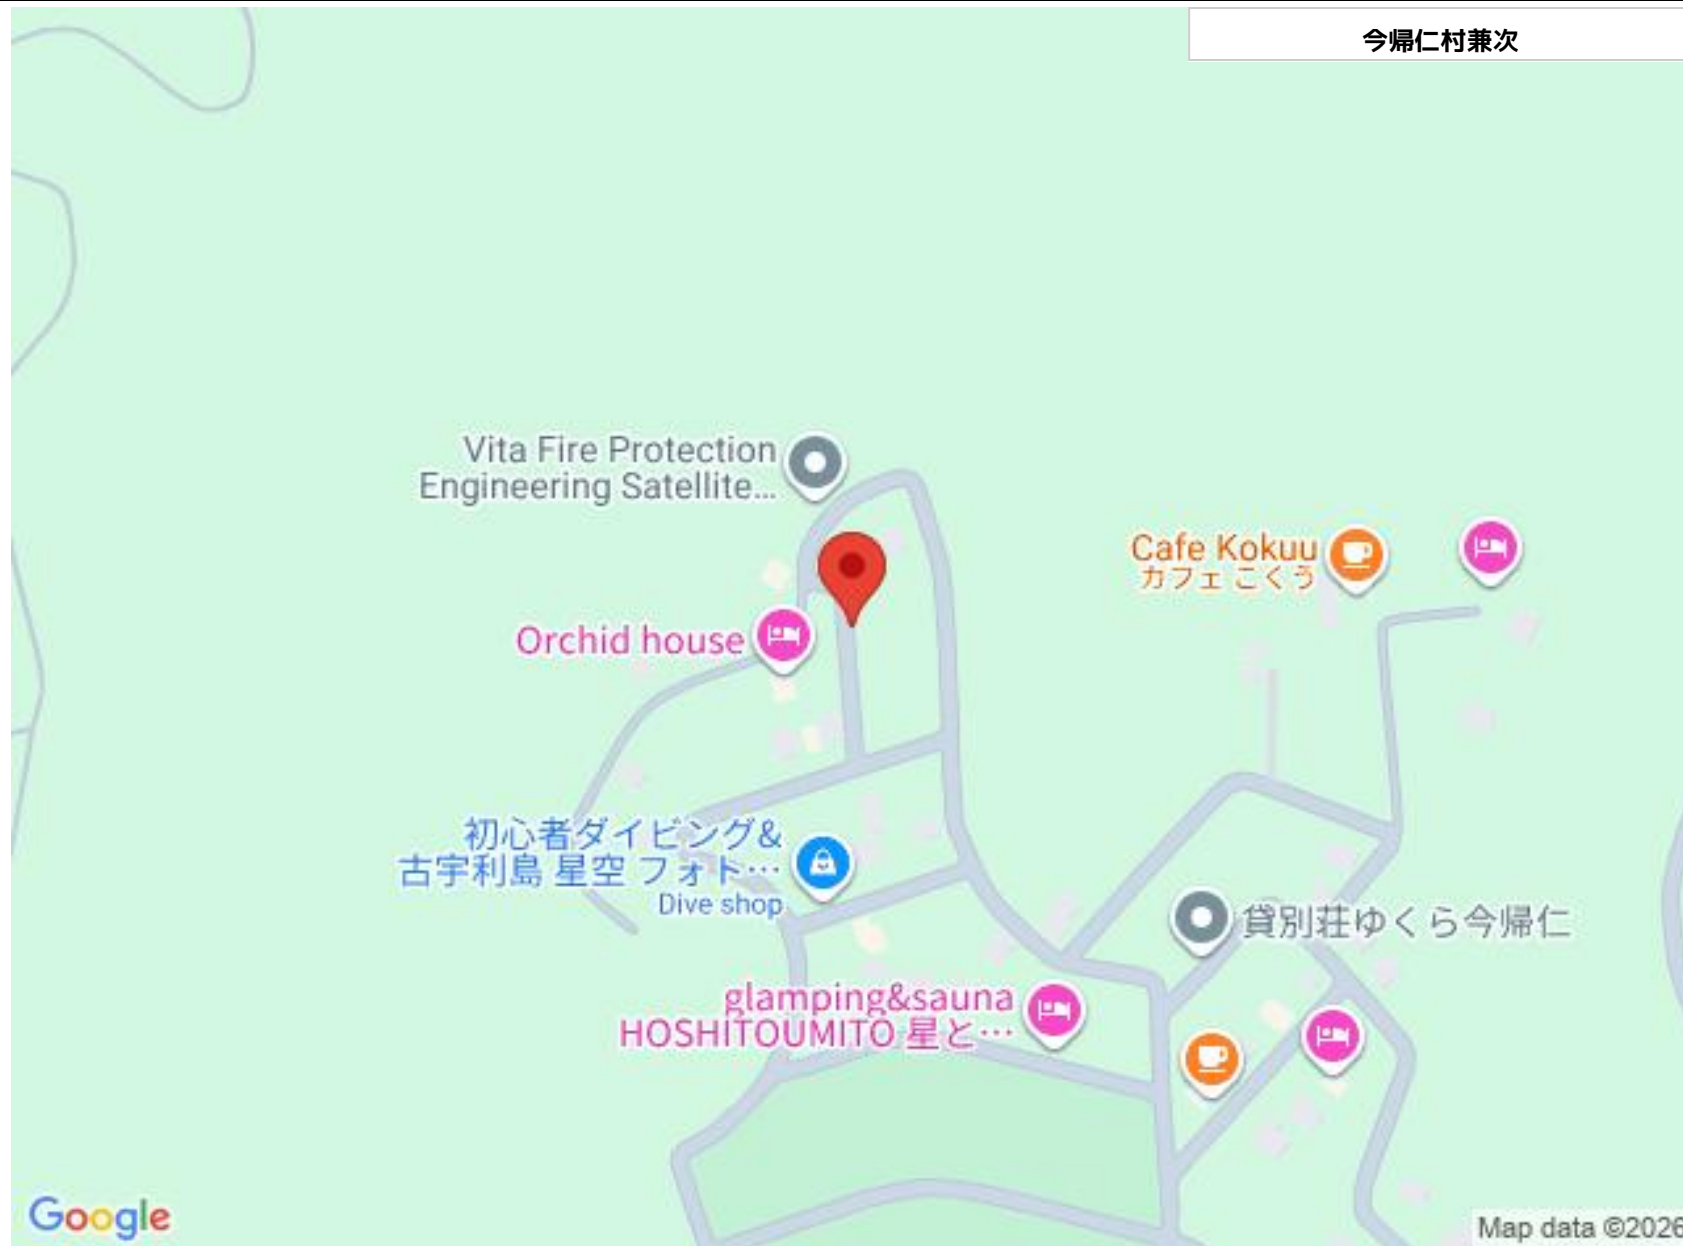 今帰仁村兼次
Vita Fire Protection
Engineering Satellite...
Cafe Kokuu
カフェ こくう
Orchid house
初心者ダイビング&
古宇利島 星空 フォト…
Dive shop
貸別荘ゆくら今帰仁
glamping&sauna
HOSHITOUMITO 星と…
Google
Map data ©2026